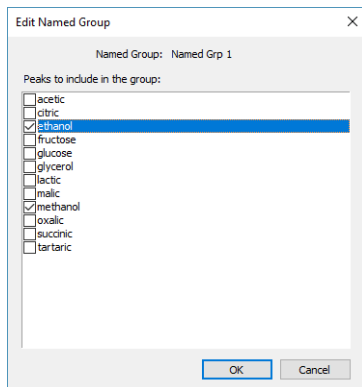 Edit Named Group
Named Group: Named Grp 1
Peaks to include in the group:
acetic
citric
ethanol
fructose
glucose
glycerol
lactic
malic
methanol
oxalic
succinic
tartaric
OK Cancel